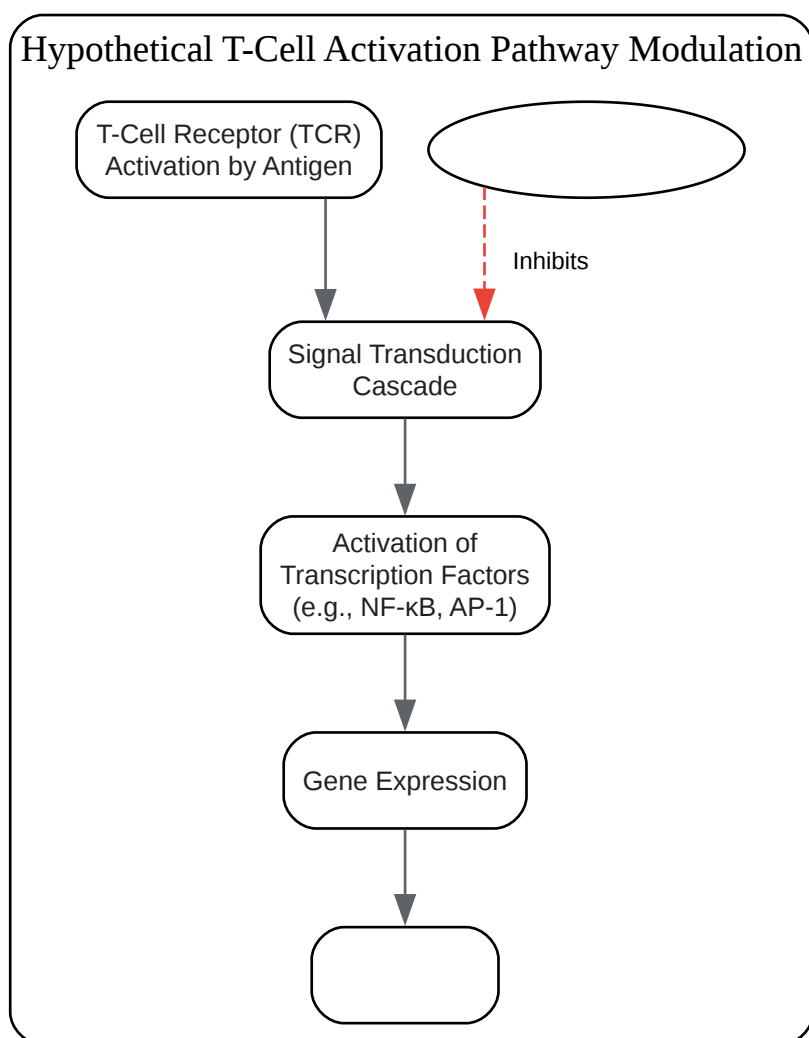 Hypothetical T-Cell Activation Pathway Modulation
T-Cell Receptor (TCR)
Activation by Antigen
Inhibits
Signal Transduction
Cascade
Activation of
Transcription Factors
(e.g., NF-κB, AP-1)
Gene Expression